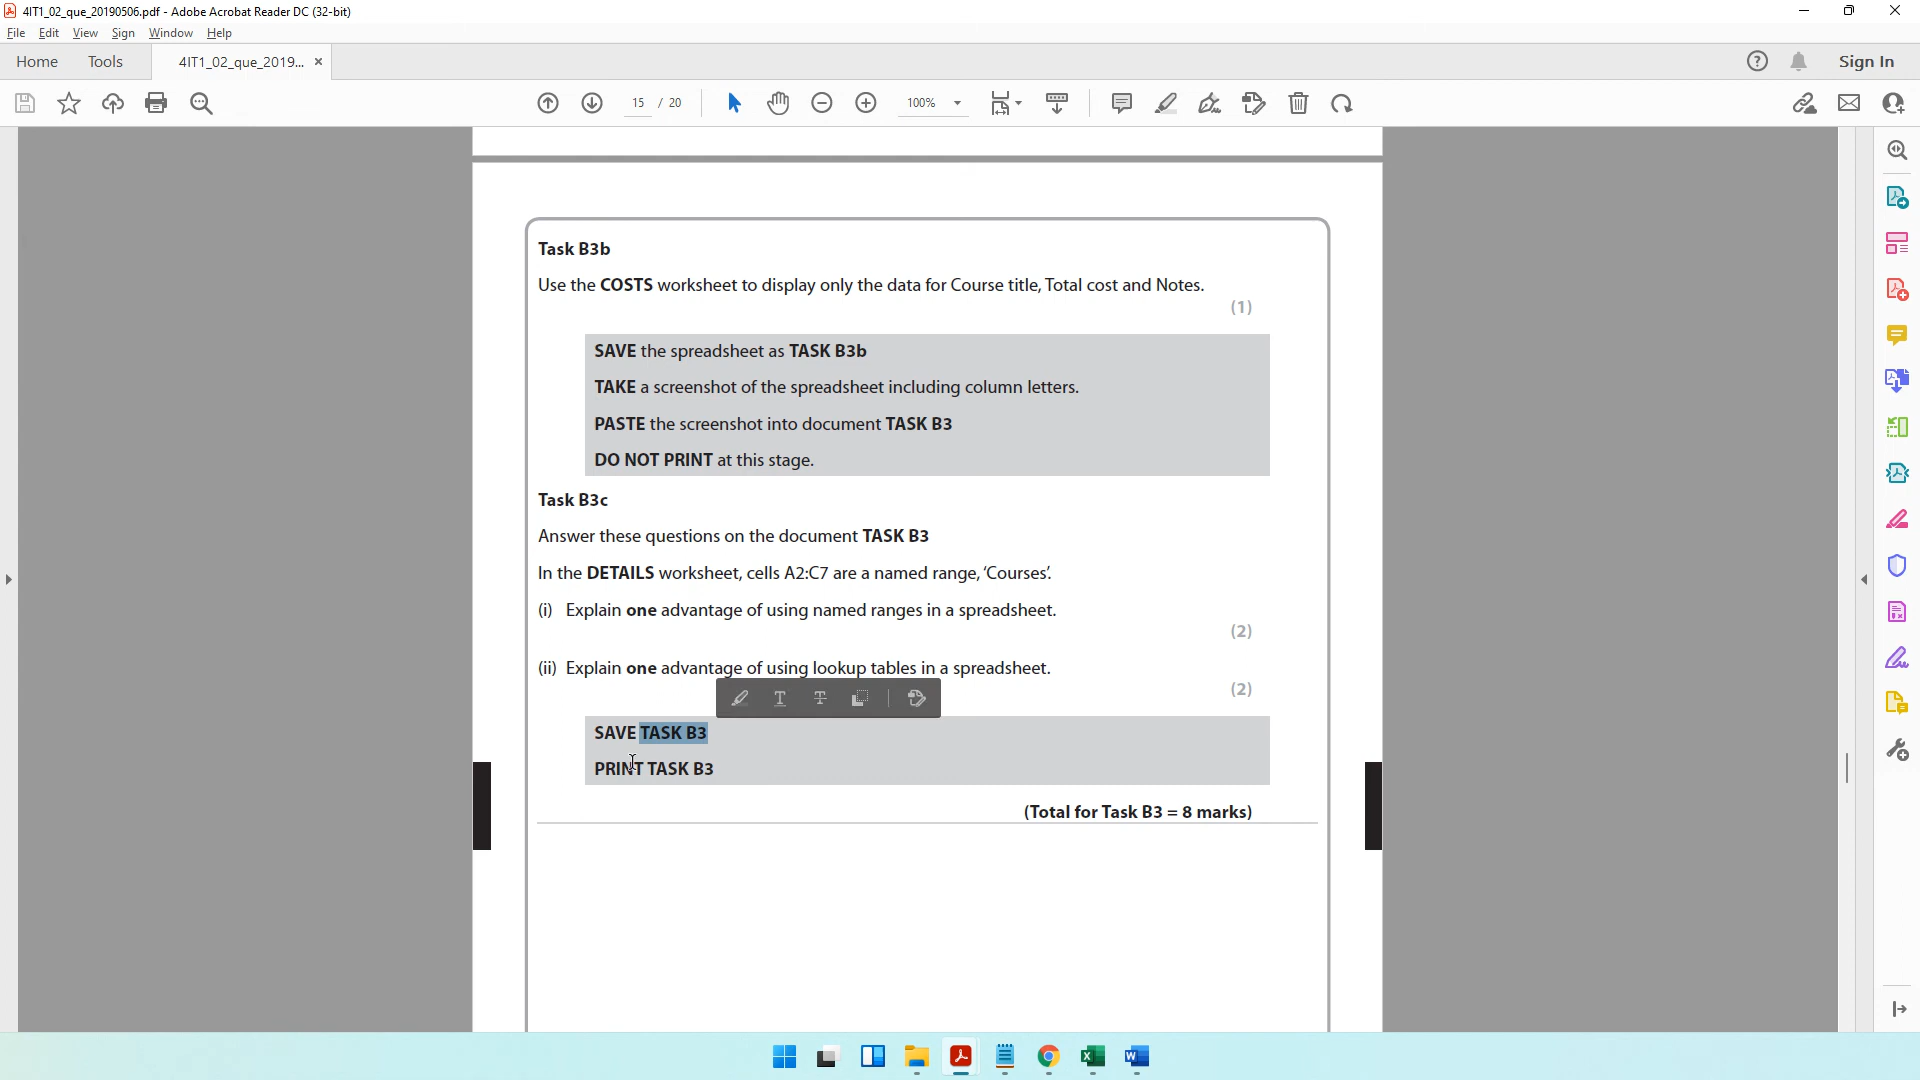 4IT1_02_que_20190506.pdf - Adobe Acrobat Reader DC (32-bit)
File Edit View Sign Window Help
Home Tools 4IT1_02_que_2019... × Sign In
15 / 20 100%
Task B3b
Use the COSTS worksheet to display only the data for Course title, Total cost and Notes.
(1)
SAVE the spreadsheet as TASK B3b
TAKE a screenshot of the spreadsheet including column letters.
PASTE the screenshot into document TASK B3
DO NOT PRINT at this stage.
Task B3c
Answer these questions on the document TASK B3
In the DETAILS worksheet, cells A2:C7 are a named range, ‘Courses’.
(i) Explain one advantage of using named ranges in a spreadsheet.
(2)
(ii) Explain one advantage of using lookup tables in a spreadsheet.
(2)
SAVE TASK B3
PRINT TASK B3
(Total for Task B3 = 8 marks)